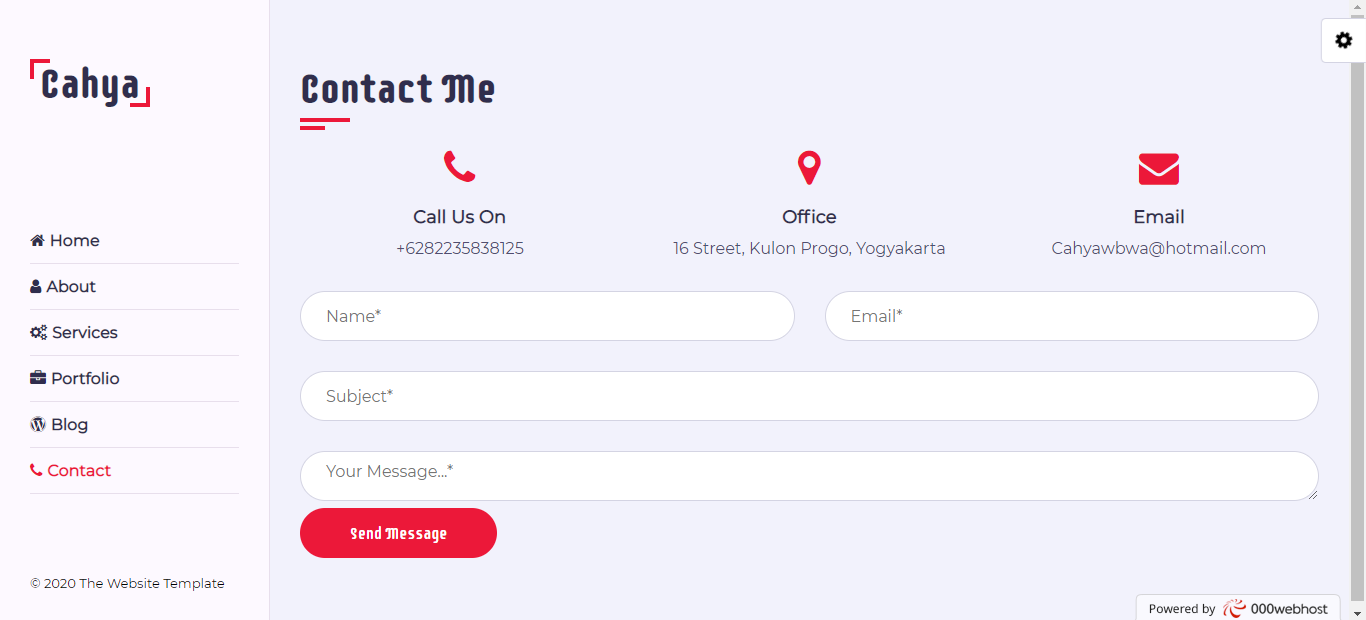 Cahya
Home
About
Services
Portfolio
Blog
Contact
© 2020 The Website Template
Contact Me
Call Us On
+6282235838125
Office
16 Street, Kulon Progo, Yogyakarta
Email
Cahyawbwa@hotmail.com
Name*
Email*
Subject*
Your Message...*
Send Message
Powered by 000webhost